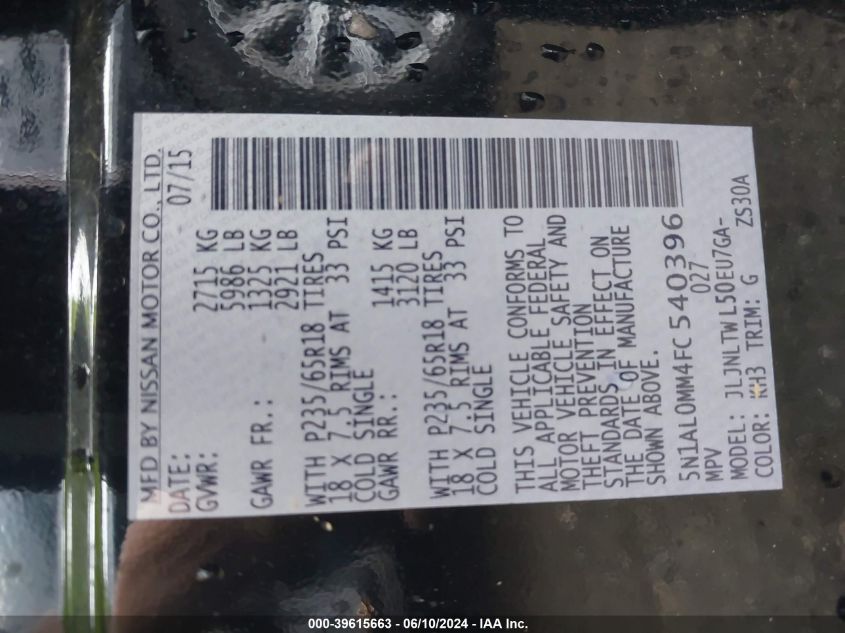 MFD BY NISSAN MOTOR CO., LTD.
DATE: 07/15
GVWR: 2715 KG
5986 LB
GAWR FR.: 1325 KG
2921 LB
WITH P235/65R18 TIRES
18 X 7.5 RIMS AT 33 PSI
COLD SINGLE
GAWR RR.: 1415 KG
3120 LB
WITH P235/65R18 TIRES
18 X 7.5 RIMS AT 33 PSI
COLD SINGLE
THIS VEHICLE CONFORMS TO
ALL APPLICABLE FEDERAL
MOTOR VEHICLE SAFETY AND
THEFT PREVENTION
STANDARDS IN EFFECT ON
THE DATE OF MANUFACTURE
SHOWN ABOVE.
5N1AL0MM4FC540396
MPV 027
MODEL: JLJNLTWL50EU7GA-
COLOR: KH3 TRIM: G ZS30A
000-39615663 - 06/10/2024 - IAA Inc.